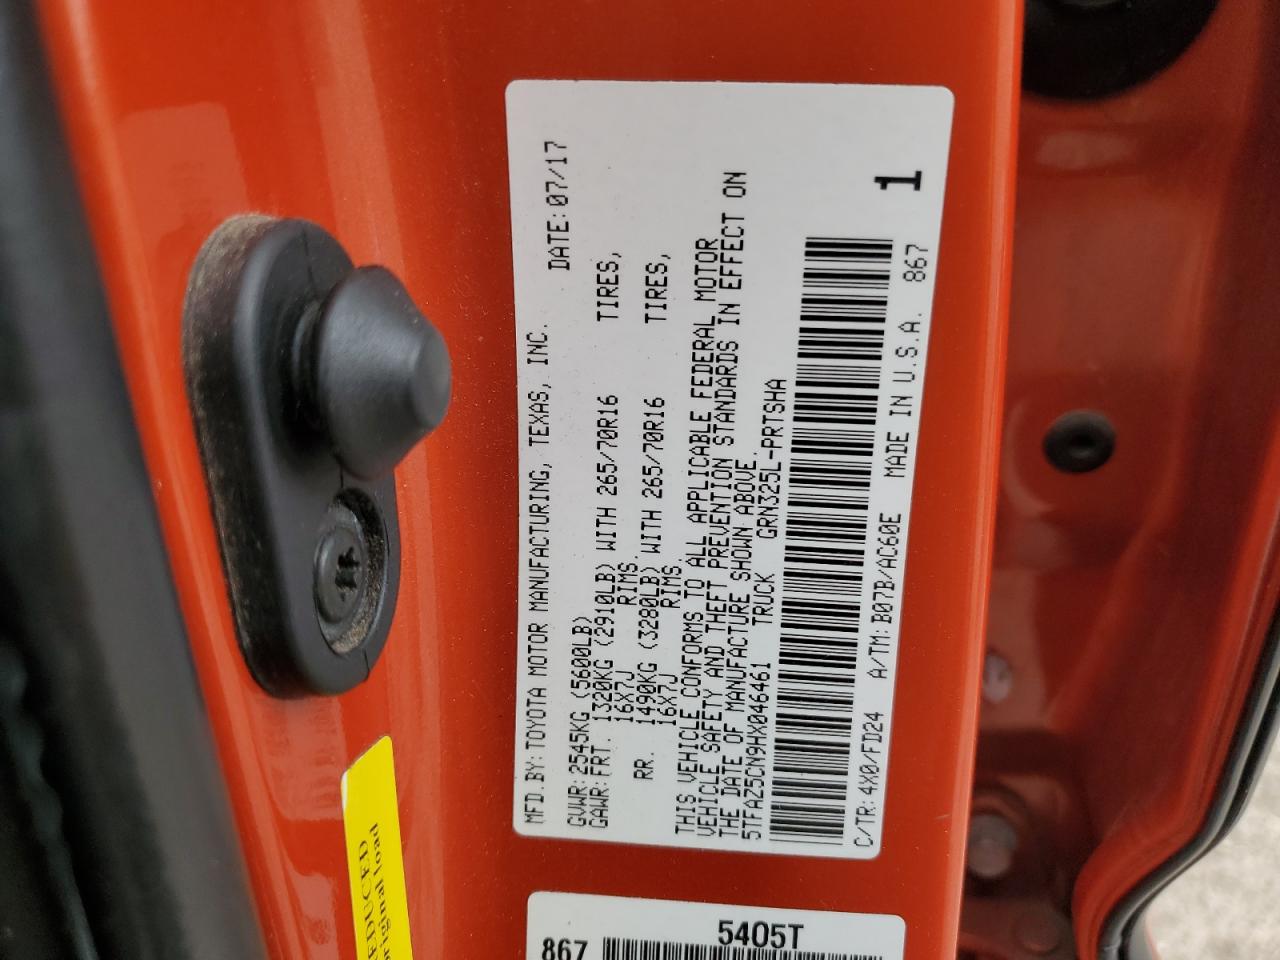 MFD.BY:TOYOTA MOTOR MANUFACTURING, TEXAS, INC.
DATE:07/17
GVWR:2545KG (5600LB)
GAWR:FRT. 1320KG (2910LB) WITH 265/70R16 TIRES,
16X7J RIMS,
RR. 1490KG (3280LB) WITH 265/70R16 TIRES,
16X7J RIMS.
THIS VEHICLE CONFORMS TO ALL APPLICABLE FEDERAL MOTOR
VEHICLE SAFETY AND THEFT PREVENTION STANDARDS IN EFFECT ON
THE DATE OF MANUFACTURE SHOWN ABOVE.
5TFAZ5CN9HX046461 TRUCK GRN325L-PRTSHA
C/TR:4X0/FD24 A/TM:B07B/AC60E MADE IN U.S.A. 867
1
5405T
867
EDUCED
original load